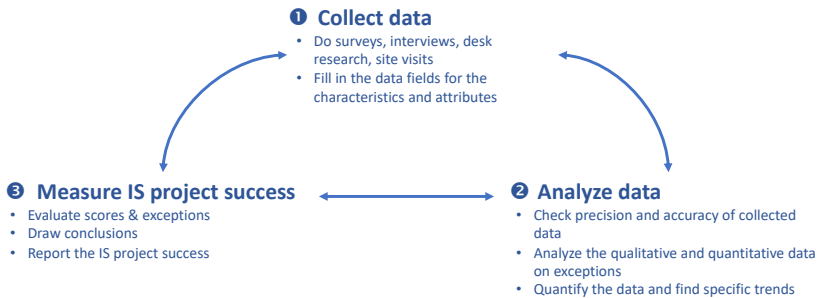 ❶ Collect data
• Do surveys, interviews, desk
research, site visits
• Fill in the data fields for the
characteristics and attributes
❸ Measure IS project success
• Evaluate scores & exceptions
• Draw conclusions
• Report the IS project success
❷ Analyze data
• Check precision and accuracy of collected
data
• Analyze the qualitative and quantitative data
on exceptions
• Quantify the data and find specific trends